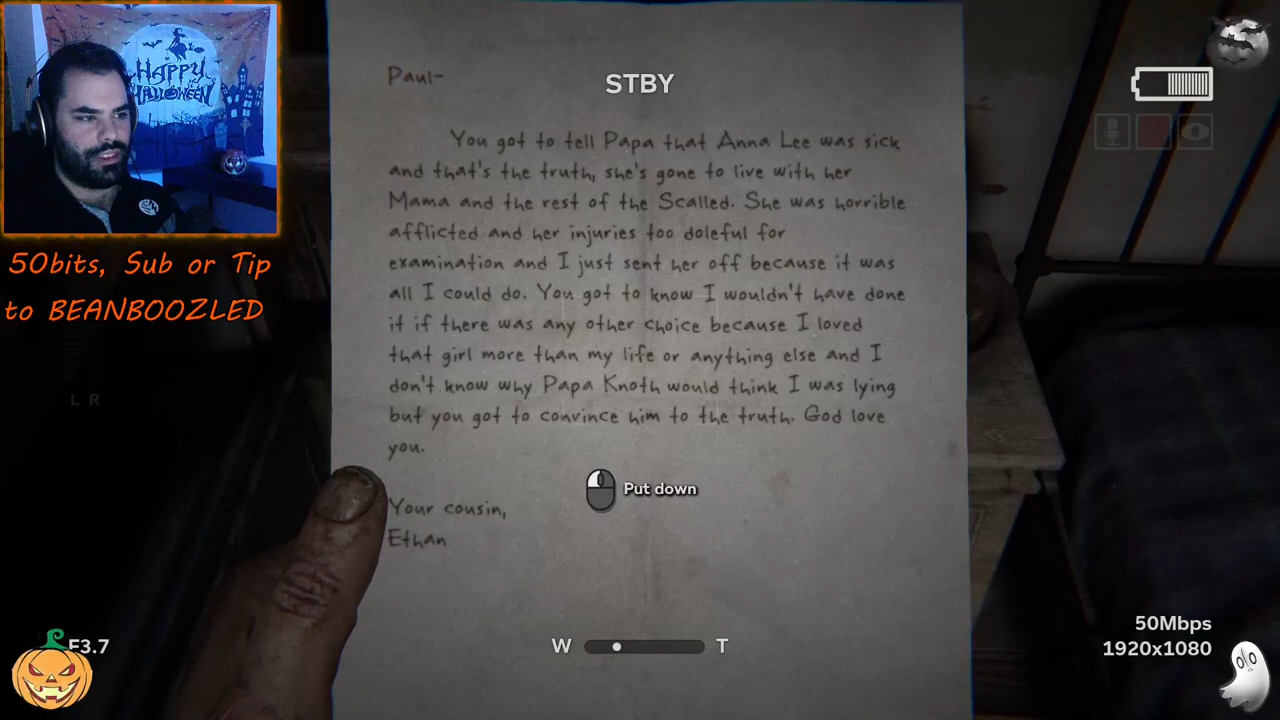 HAPPY
HALLOWEEN
50bits, Sub or Tip
to BEANBOOZLED
STBY
Paul-
You got to tell Papa that Anna Lee was sick
and that's the truth, she's gone to live with her
Mama and the rest of the Scalled. She was horrible
afflicted and her injuries too doleful for
examination and I just sent her off because it was
all I could do. You got to know I wouldn't have done
it if there was any other choice because I loved
that girl more than my life or anything else and I
don't know why Papa Knoth would think I was lying
but you got to convince him to the truth. God love
you.
Put down
Your cousin,
Ethan
L R
F3.7
W T
50Mbps
1920x1080